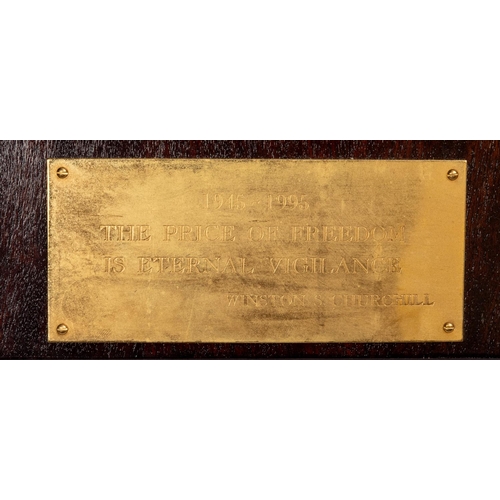 1945 - 1995
THE PRICE OF FREEDOM
IS ETERNAL VIGILANCE
WINSTON S CHURCHILL